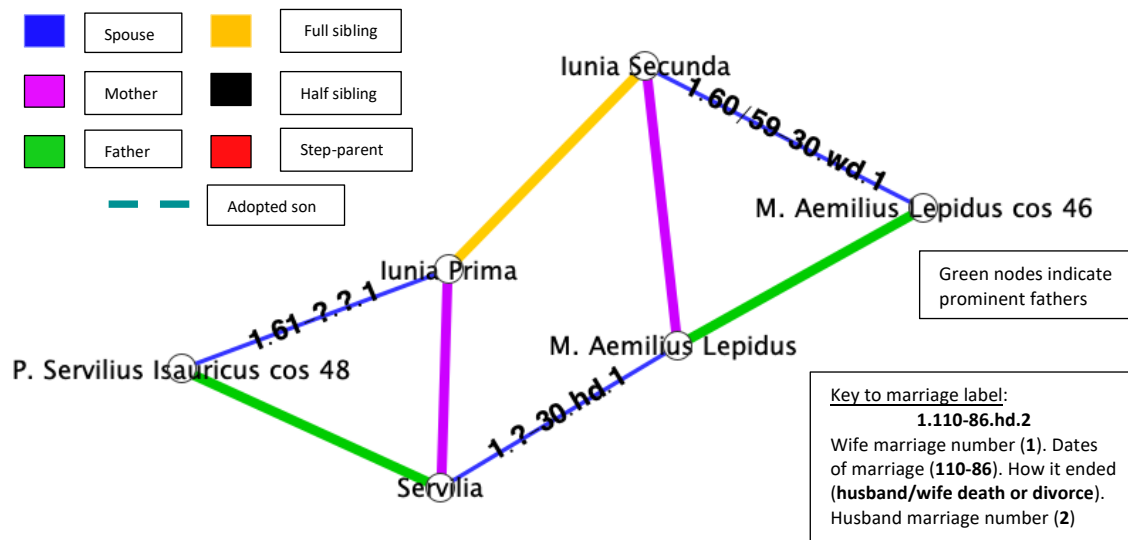 Spouse
Full sibling
Mother
Half sibling
Father
Step-parent
Adopted son
Iunia Secunda
1.60/59-30.wd.1
M. Aemilius Lepidus cos 46
Iunia Prima
Green nodes indicate
prominent fathers
1.61-?.?.1
M. Aemilius Lepidus
P. Servilius Isauricus cos 48
1.?-30.hd.1
Servilia
Key to marriage label:
1.110-86.hd.2
Wife marriage number (1). Dates
of marriage (110-86). How it ended
(husband/wife death or divorce).
Husband marriage number (2)